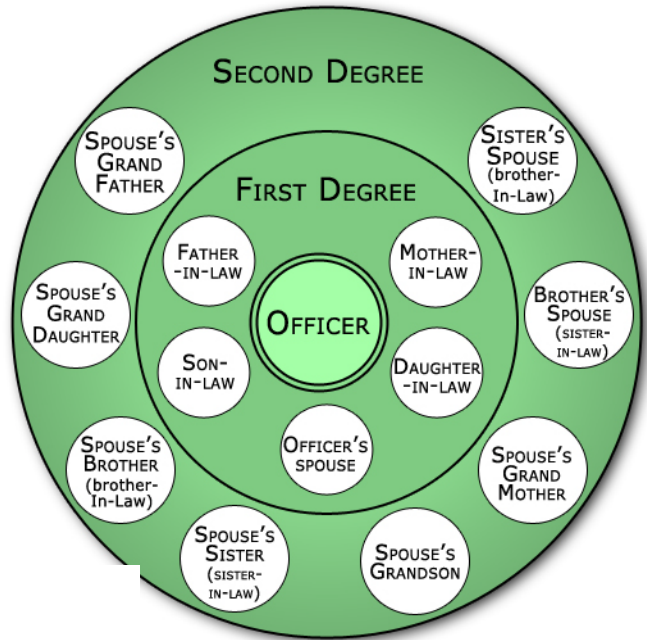 SECOND DEGREE
SPOUSE'S
GRAND
FATHER
SISTER'S
SPOUSE
(brother-
In-Law)
FIRST DEGREE
FATHER
-IN-LAW
MOTHER-
IN-LAW
SPOUSE'S
GRAND
DAUGHTER
OFFICER
BROTHER'S
SPOUSE
(SISTER-
IN-LAW)
SON-
IN-LAW
DAUGHTER
-IN-LAW
SPOUSE'S
BROTHER
(brother-
In-Law)
OFFICER'S
SPOUSE
SPOUSE'S
GRAND
MOTHER
SPOUSE'S
SISTER
(SISTER-
IN-LAW)
SPOUSE'S
GRANDSON